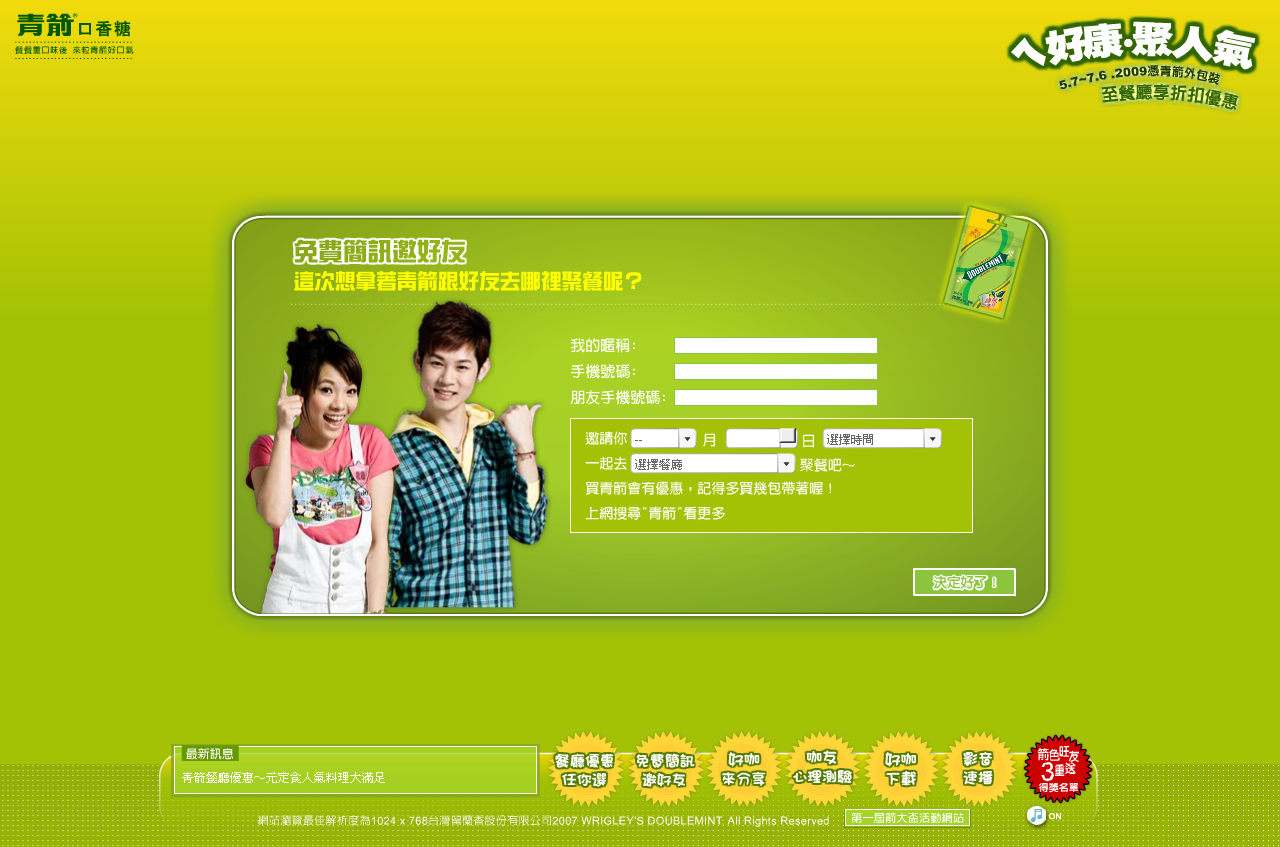 青箭®口香糖
餐餐重口味後 來粒青箭好口氣
ㄟ好康·聚人氣
5.7~7.6 .2009憑青箭外包裝
至餐廳享折扣優惠
免費簡訊邀好友
這次想拿著青箭跟好友去哪裡聚餐呢？
DOUBLEMINT
我的暱稱：
手機號碼：
朋友手機號碼：
邀請你 -- 月 日 選擇時間
一起去 選擇餐廳 聚餐吧～
買青箭會有優惠，記得多買幾包帶著喔！
上網搜尋"青箭"看更多
決定好了！
最新訊息
青箭餐廳優惠～元定食人氣料理大滿足
餐廳優惠
任你選
免費簡訊
邀好友
好咖
來分享
咖友
心理測驗
好咖
下載
影音
速播
箭色旺友
3重送
得獎名單
網站瀏覽最佳解析度為1024 x 768台灣留蘭香股份有限公司2007 WRIGLEY'S DOUBLEMINT. All Rights Reserved
第一屆箭大盃活動網站
ON